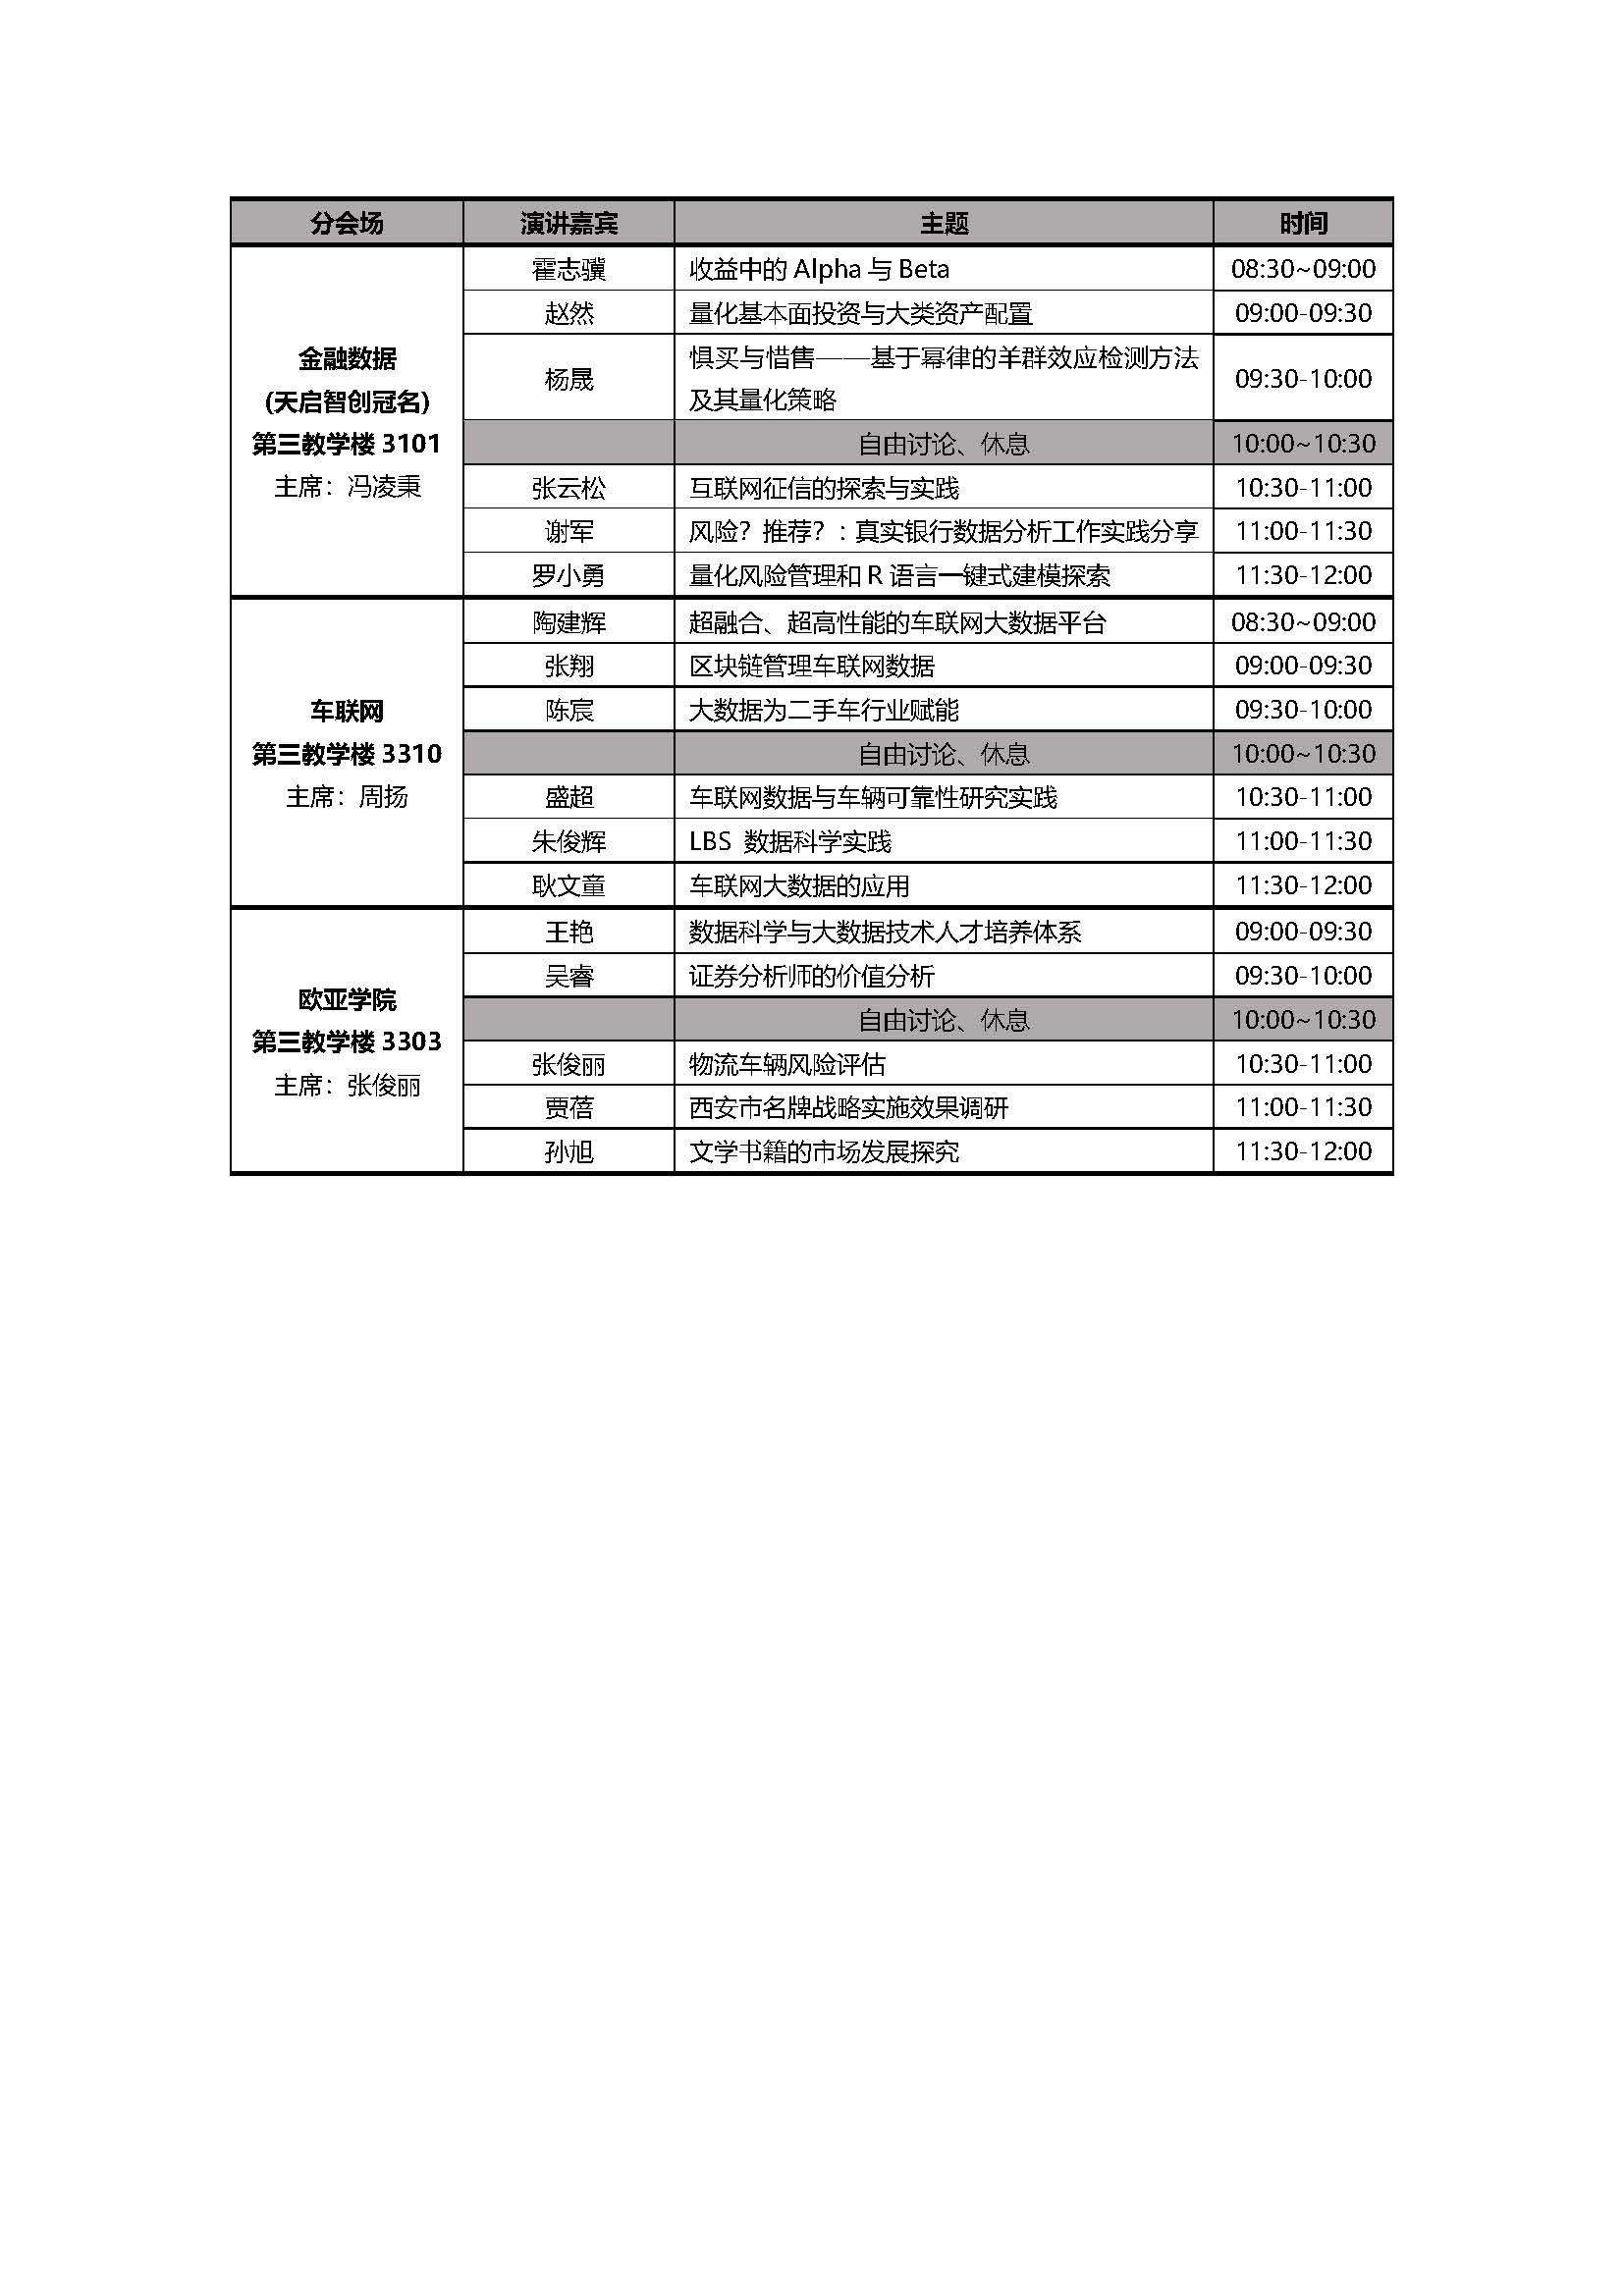 分会场 演讲嘉宾 主题 时间
金融数据
(天启智创冠名)
第三教学楼 3101
主席：冯凌秉
霍志骥 收益中的 Alpha 与 Beta 08:30~09:00
赵然 量化基本面投资与大类资产配置 09:00-09:30
杨晟 惧买与惜售——基于幂律的羊群效应检测方法
及其量化策略 09:30-10:00
自由讨论、休息 10:00~10:30
张云松 互联网征信的探索与实践 10:30-11:00
谢军 风险？推荐？: 真实银行数据分析工作实践分享 11:00-11:30
罗小勇 量化风险管理和 R 语言一键式建模探索 11:30-12:00
车联网
第三教学楼 3310
主席：周扬
陶建辉 超融合、超高性能的车联网大数据平台 08:30~09:00
张翔 区块链管理车联网数据 09:00-09:30
陈宸 大数据为二手车行业赋能 09:30-10:00
自由讨论、休息 10:00~10:30
盛超 车联网数据与车辆可靠性研究实践 10:30-11:00
朱俊辉 LBS 数据科学实践 11:00-11:30
耿文童 车联网大数据的应用 11:30-12:00
欧亚学院
第三教学楼 3303
主席：张俊丽
王艳 数据科学与大数据技术人才培养体系 09:00-09:30
吴睿 证券分析师的价值分析 09:30-10:00
自由讨论、休息 10:00~10:30
张俊丽 物流车辆风险评估 10:30-11:00
贾蓓 西安市名牌战略实施效果调研 11:00-11:30
孙旭 文学书籍的市场发展探究 11:30-12:00